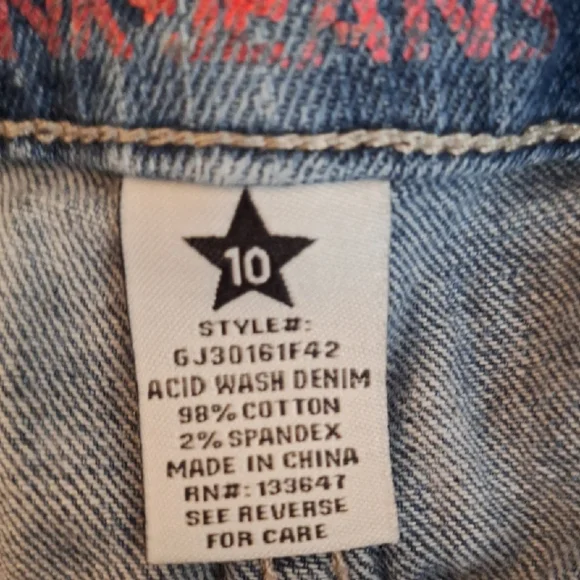 10
STYLE#:
GJ30161F42
ACID WASH DENIM
98% COTTON
2% SPANDEX
MADE IN CHINA
RN#: 133647
SEE REVERSE
FOR CARE